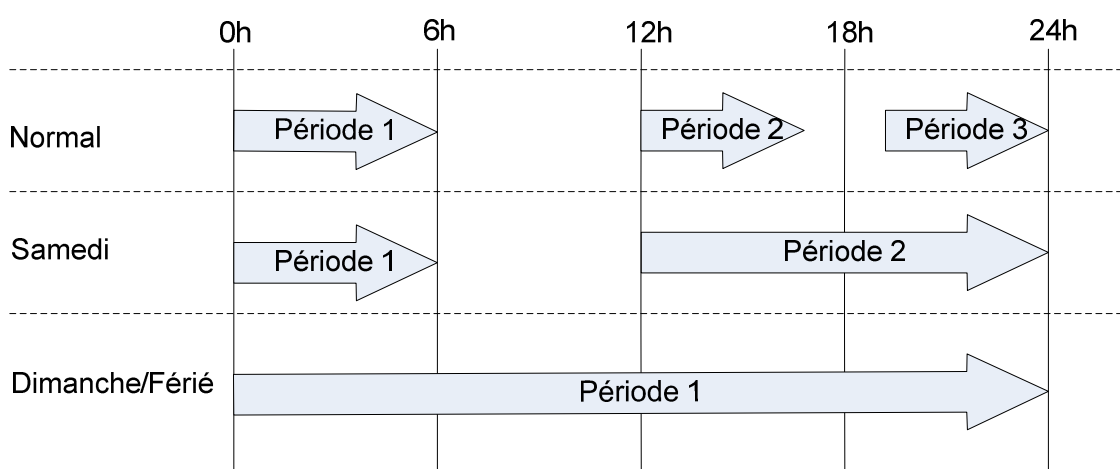 0h 6h 12h 18h 24h
Normal Période 1 Période 2 Période 3
Samedi Période 1 Période 2
Dimanche/Férié Période 1